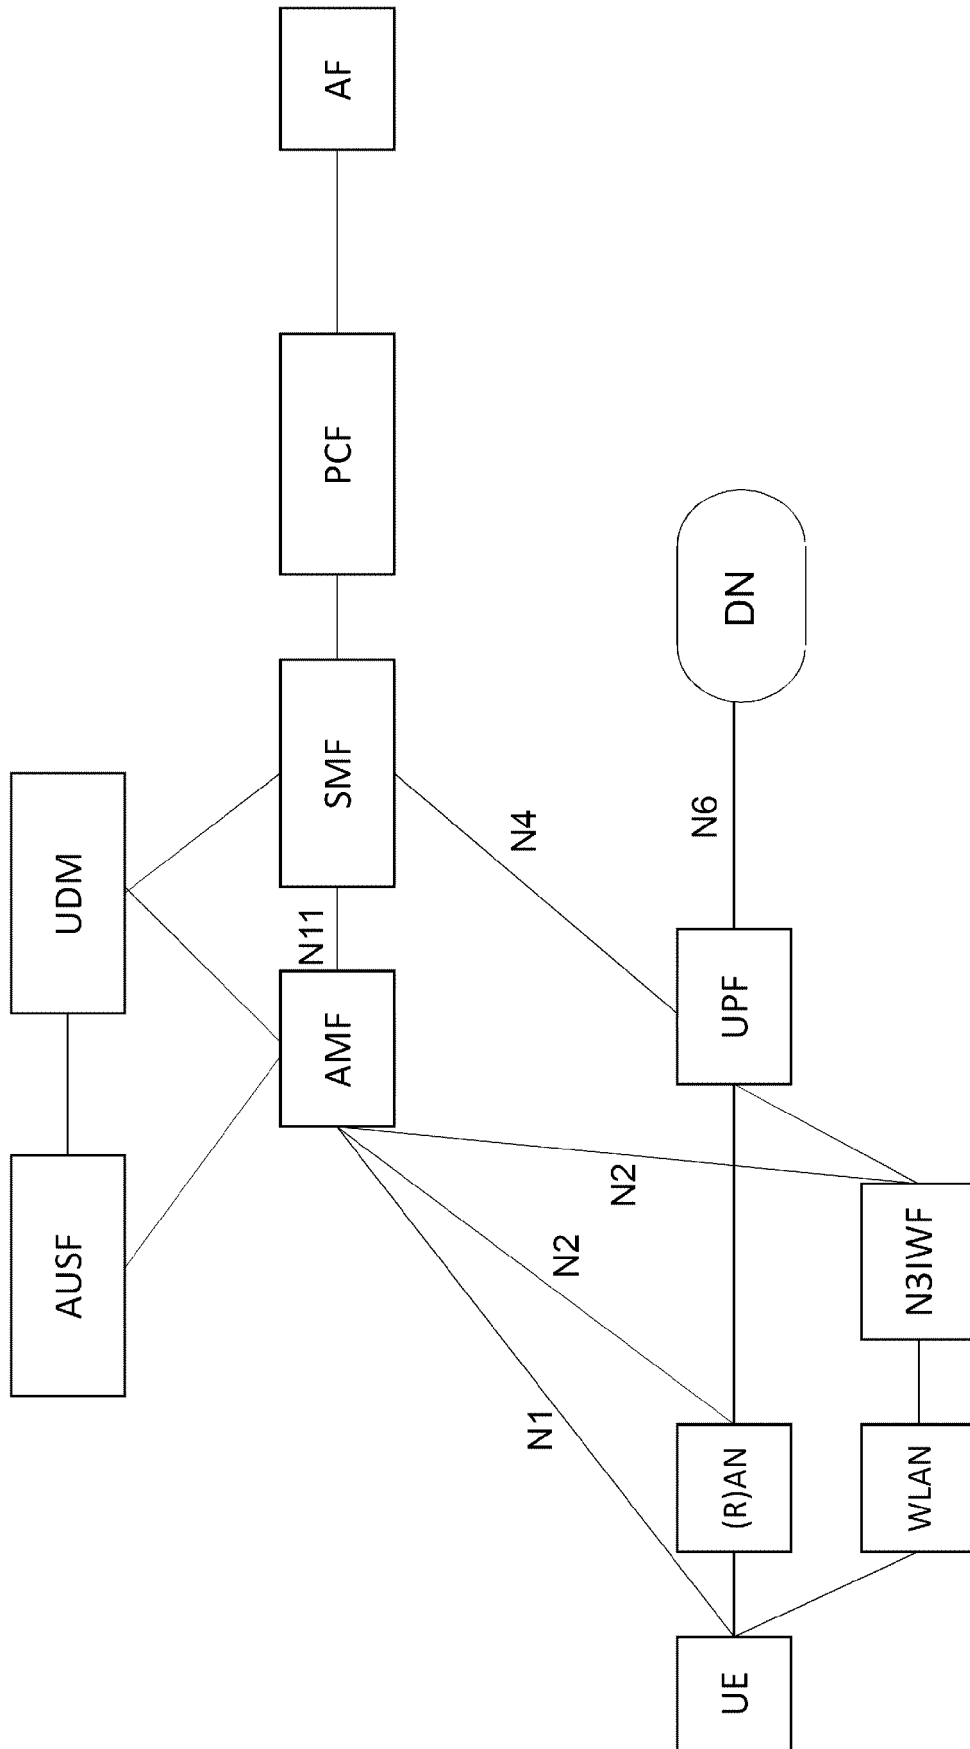 AUSF
UDM
AMF
N11
SMF
PCF
AF
N1
N2
N2
N4
UE
(R)AN
UPF
N6
DN
WLAN
N3IWF